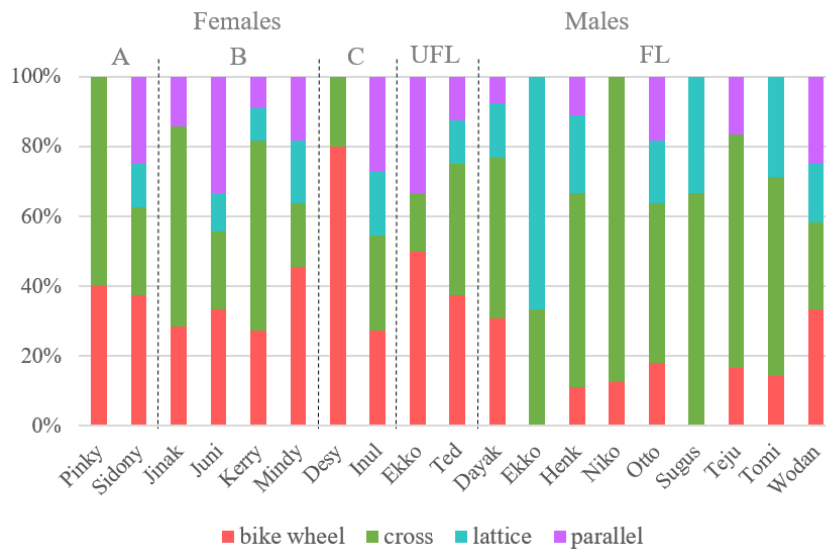 Females Males
A B C UFL FL
100%
80%
60%
40%
20%
0%
Pinky Sidony Jinak Juni Kerry Mindy Desy Inul Ekko Ted Dayak Ekko Henk Niko Otto Sugus Teju Tomi Wodan
bike wheel cross lattice parallel